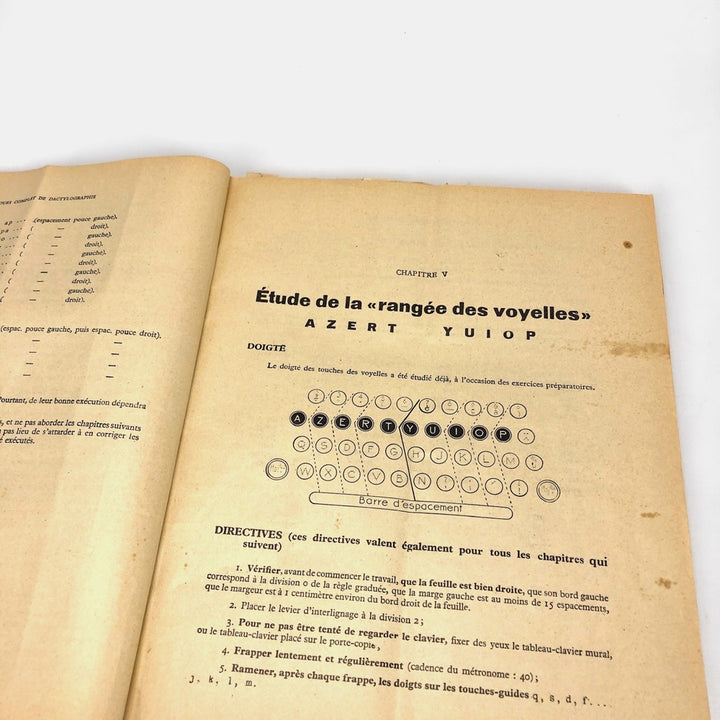 COURS COMPLET DE DACTYLOGRAPHIE
ap ---- (espacement pouce gauche).
pa ---- ( — droit).
---- ( — gauche).
---- ( — droit).
( — gauche).
( — droit).
( — gauche).
( — droit).
(espac. pouce gauche, puis espac. pouce droit).
— —
— —
— —
— —
Pourtant, de leur bonne exécution dépendra
, et ne pas aborder les chapitres suivants
pas lieu de s'attarder à en corriger les
exécutés.
CHAPITRE V
Étude de la «rangée des voyelles»
AZERT YUIOP
DOIGTÉ
Le doigté des touches des voyelles a été étudié déjà, à l'occasion des exercices préparatoires.
A Z E R T Y U I O P
Q S D F G H J K L M
W X C V B N
Barre d'espacement
DIRECTIVES (ces directives valent également pour tous les chapitres qui
suivent)
1. Vérifier, avant de commencer le travail, que la feuille est bien droite, que son bord gauche
correspond à la division 0 de la règle graduée, que la marge gauche est au moins de 15 espacements,
que le margeur est à 1 centimètre environ du bord droit de la feuille.
2. Placer le levier d'interlignage à la division 2;
3. Pour ne pas être tenté de regarder le clavier, fixer des yeux le tableau-clavier mural,
ou le tableau-clavier placé sur le porte-copie,
4. Frapper lentement et régulièrement (cadence du métronome : 40);
5. Ramener, après chaque frappe, les doigts sur les touches-guides q, s, d, f....
j, k, l, m.